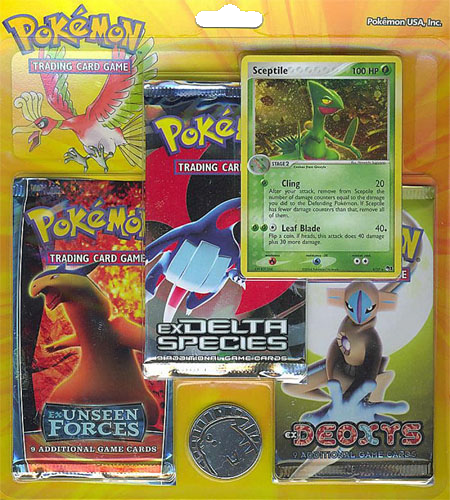 POKéMON
TRADING CARD GAME
Pokémon USA, Inc.
Sceptile 100 HP
STAGE 2
Cling 20
After your attack, remove from Sceptile the
number of damage counters equal to the damage
you did to the Defending Pokémon. If Sceptile
has fewer damage counters than that, remove all
of them.
Leaf Blade 40+
Flip a coin. If heads, this attack does 40 damage
plus 30 more damage.
Pokémon
TRADING CAR
ex DELTA
SPECIES
9 ADDITIONAL GAME CARDS
Pokémon
TRADING CARD GAME
ex UNSEEN
FORCES
9 ADDITIONAL GAME CARDS
ex DEOXYS
9 ADDITIONAL GAME CARDS